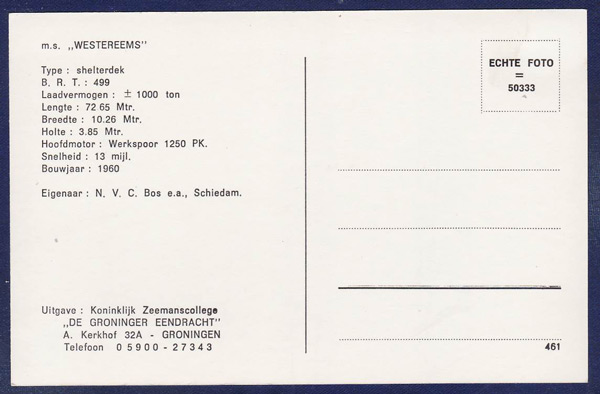 m.s. „WESTEREEMS”
Type : shelterdek
B. R. T. : 499
Laadvermogen : ± 1000 ton
Lengte : 72 65 Mtr.
Breedte : 10.26 Mtr.
Holte : 3.85 Mtr.
Hoofdmotor : Werkspoor 1250 PK.
Snelheid : 13 mijl.
Bouwjaar : 1960
Eigenaar : N. V. C. Bos e.a., Schiedam.
Uitgave : Koninklijk Zeemanscollege
„DE GRONINGER EENDRACHT”
A. Kerkhof 32A - GRONINGEN
Telefoon 05900-27343
ECHTE FOTO
=
50333
461